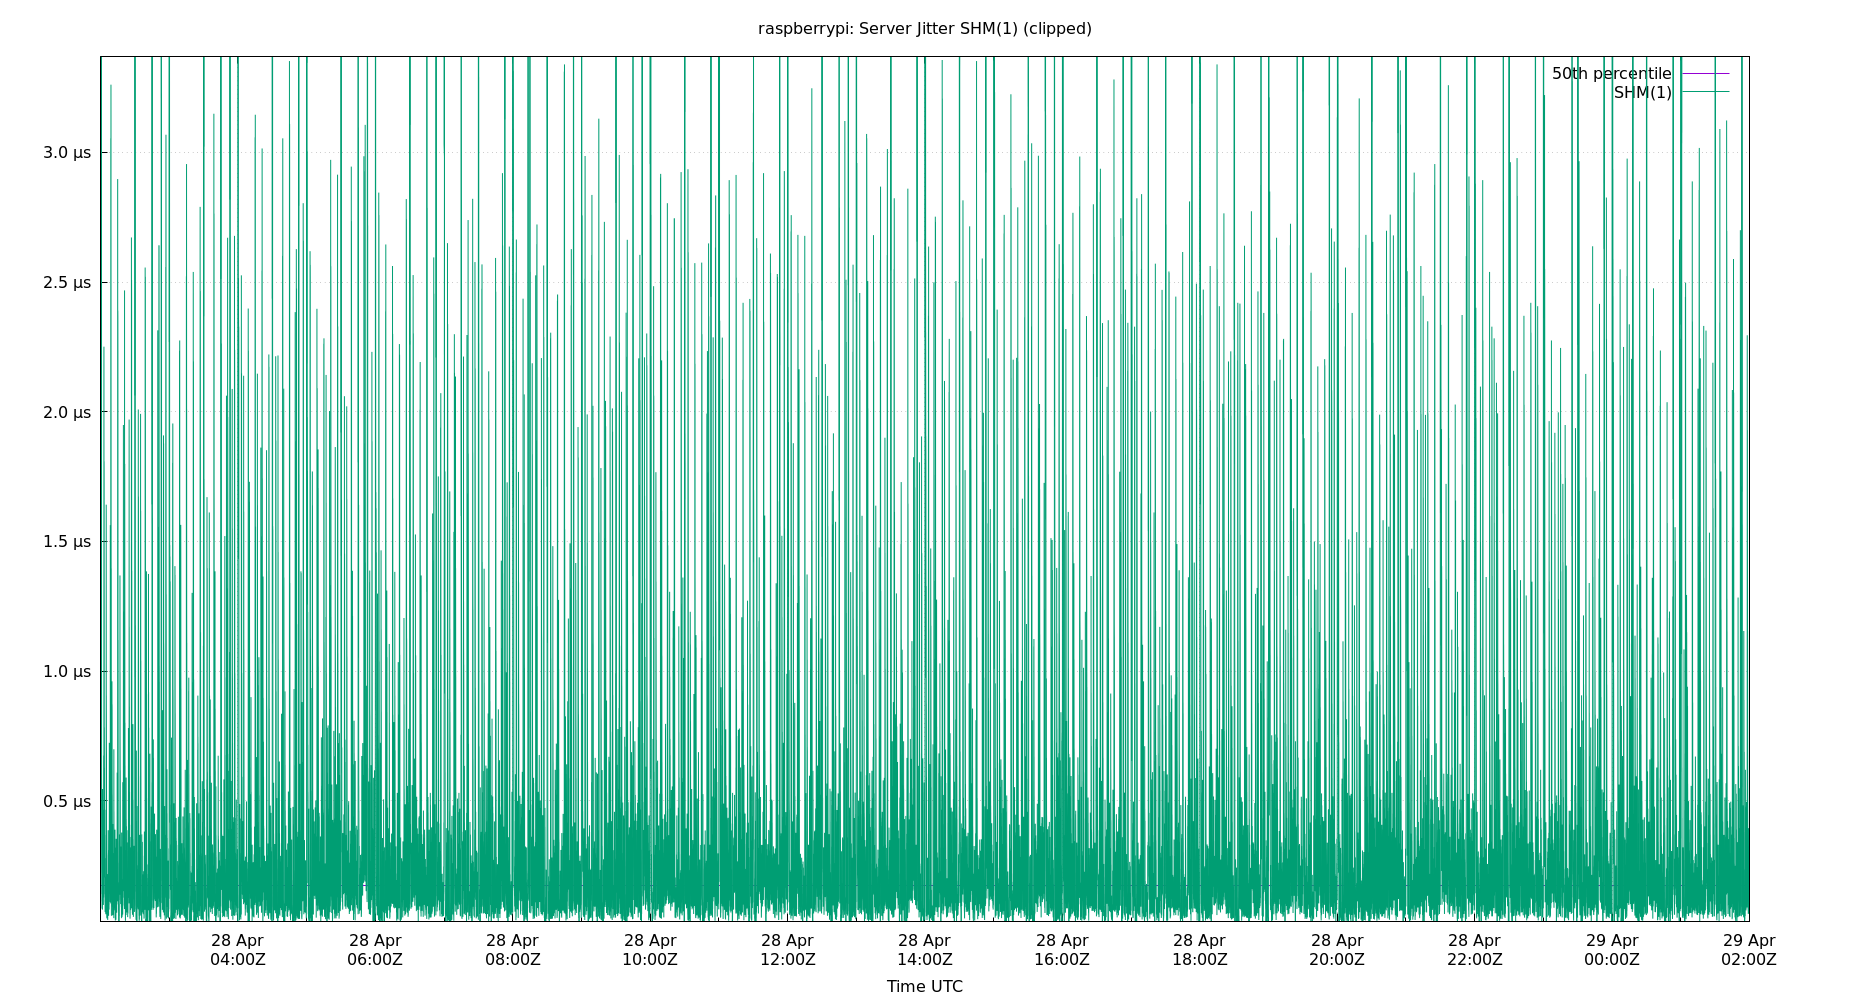 raspberrypi: Server Jitter SHM(1) (clipped)
50th percentile
SHM(1)
3.0 µs
2.5 µs
2.0 µs
1.5 µs
1.0 µs
0.5 µs
28 Apr 28 Apr 28 Apr 28 Apr 28 Apr 28 Apr 28 Apr 28 Apr 28 Apr 28 Apr 29 Apr 29 Apr
04:00Z 06:00Z 08:00Z 10:00Z 12:00Z 14:00Z 16:00Z 18:00Z 20:00Z 22:00Z 00:00Z 02:00Z
Time UTC